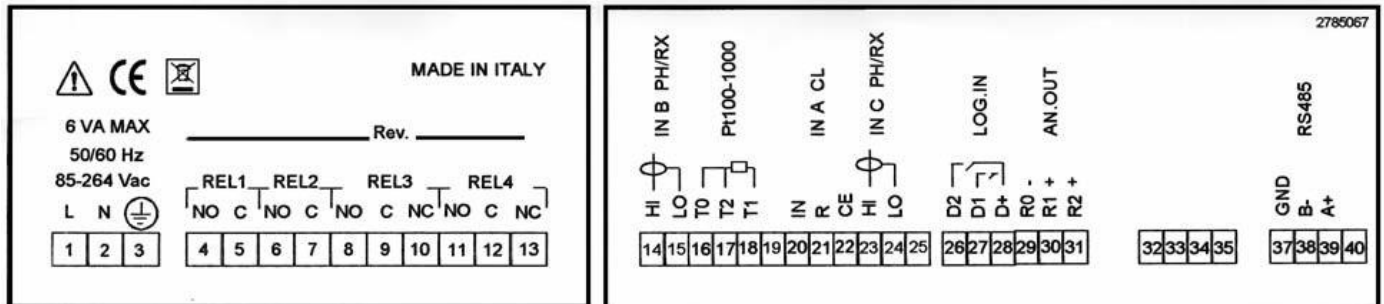 MADE IN ITALY
6 VA MAX
Rev.
50/60 Hz
85-264 Vac
REL1 REL2 REL3 REL4
L N NO C NO C NO C NC NO C NC
1 2 3 4 5 6 7 8 9 10 11 12 13
2785067
IN B PH/RX Pt100-1000 IN A CL IN C PH/RX LOG.IN AN.OUT RS485
HI LO T0 T2 T1 IN R CE HI LO D2 D1 D+ R0 - R1 + R2 + GND B- A+
14 15 16 17 18 19 20 21 22 23 24 25 26 27 28 29 30 31 32 33 34 35 37 38 39 40